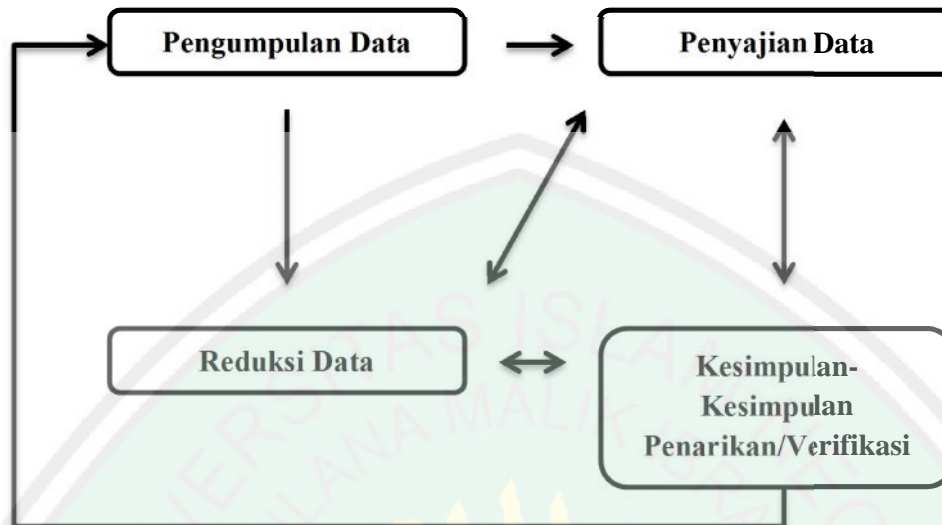 Pengumpulan Data
Penyajian Data
Reduksi Data
Kesimpulan-
Kesimpulan
Penarikan/Verifikasi